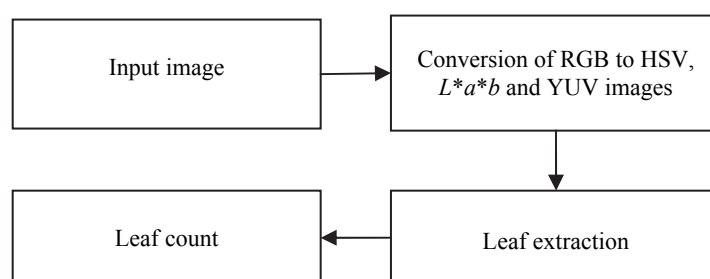 Input image
Conversion of RGB to HSV,
L*a*b and YUV images
Leaf extraction
Leaf count